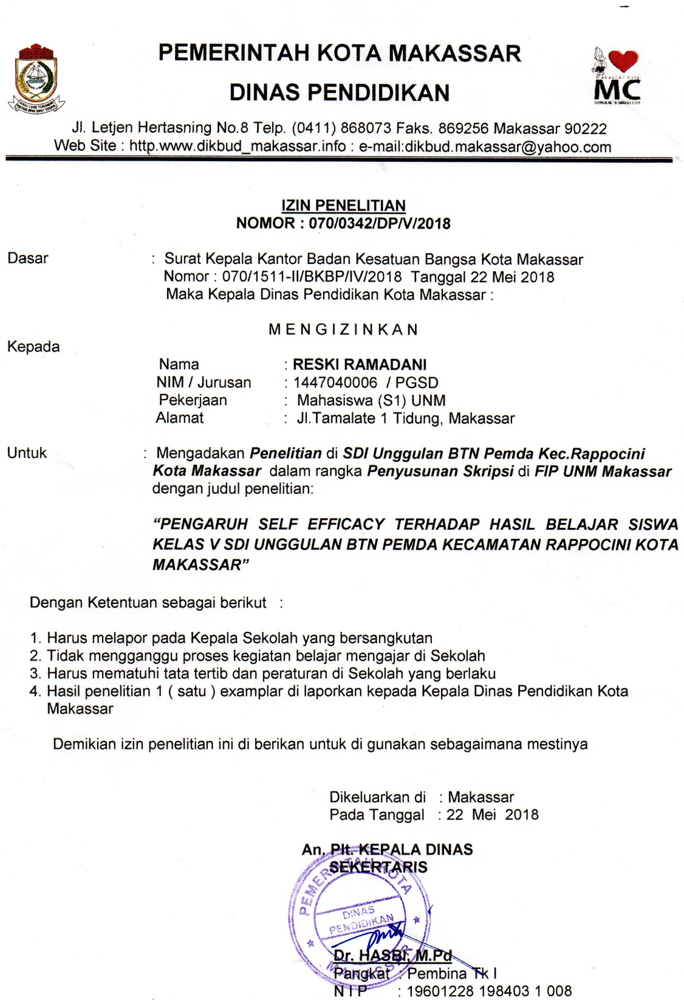 PEMERINTAH KOTA MAKASSAR
DINAS PENDIDIKAN
MC
Jl. Letjen Hertasning No.8 Telp. (0411) 868073 Faks. 869256 Makassar 90222
Web Site : http.www.dikbud_makassar.info : e-mail:dikbud.makassar@yahoo.com
IZIN PENELITIAN
NOMOR : 070/0342/DP/V/2018
Dasar : Surat Kepala Kantor Badan Kesatuan Bangsa Kota Makassar
Nomor : 070/1511-II/BKBP/IV/2018 Tanggal 22 Mei 2018
Maka Kepala Dinas Pendidikan Kota Makassar :
M E N G I Z I N K A N
Kepada
Nama : RESKI RAMADANI
NIM / Jurusan : 1447040006 / PGSD
Pekerjaan : Mahasiswa (S1) UNM
Alamat : Jl.Tamalate 1 Tidung, Makassar
Untuk : Mengadakan Penelitian di SDI Unggulan BTN Pemda Kec.Rappocini
Kota Makassar dalam rangka Penyusunan Skripsi di FIP UNM Makassar
dengan judul penelitian:
“PENGARUH SELF EFFICACY TERHADAP HASIL BELAJAR SISWA
KELAS V SDI UNGGULAN BTN PEMDA KECAMATAN RAPPOCINI KOTA
MAKASSAR”
Dengan Ketentuan sebagai berikut :
1. Harus melapor pada Kepala Sekolah yang bersangkutan
2. Tidak mengganggu proses kegiatan belajar mengajar di Sekolah
3. Harus mematuhi tata tertib dan peraturan di Sekolah yang berlaku
4. Hasil penelitian 1 ( satu ) examplar di laporkan kepada Kepala Dinas Pendidikan Kota
Makassar
Demikian izin penelitian ini di berikan untuk di gunakan sebagaimana mestinya
Dikeluarkan di : Makassar
Pada Tanggal : 22 Mei 2018
An. Plt. KEPALA DINAS
SEKERTARIS
PEMERINTAH KOTA
DINAS
PENDIDIKAN
MAKASSAR
Dr. HASBI, M.Pd
Pangkat : Pembina Tk I
N I P : 19601228 198403 1 008